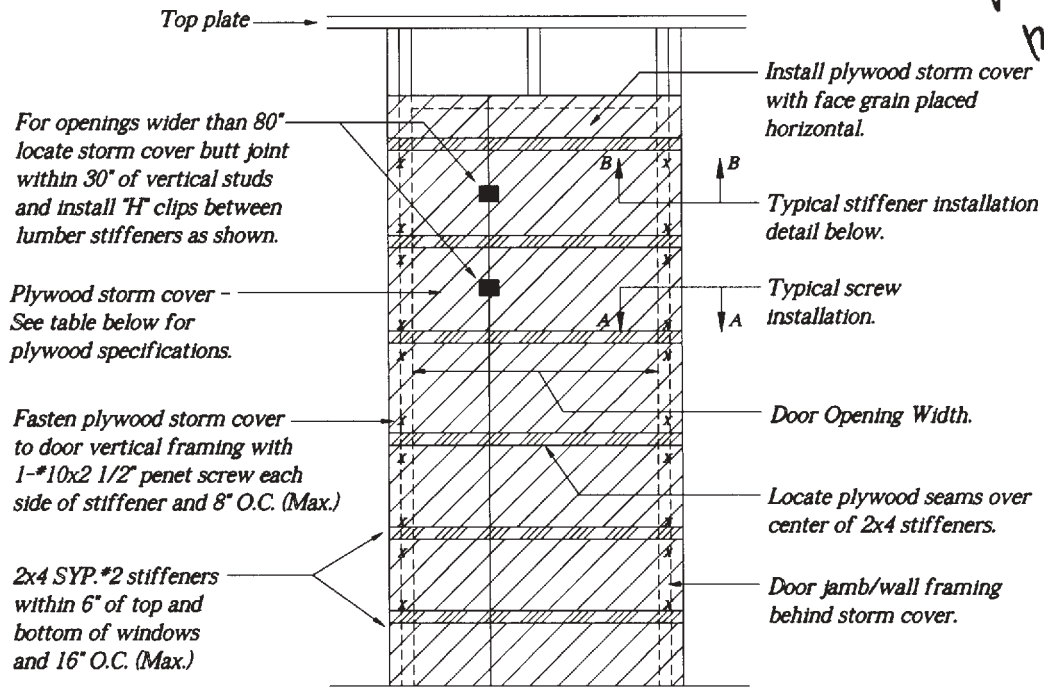 Top plate
Install plywood storm cover
with face grain placed
horizontal.
For openings wider than 80"
locate storm cover butt joint
within 30" of vertical studs
and install "H" clips between
lumber stiffeners as shown.
B
B
Typical stiffener installation
detail below.
Plywood storm cover -
See table below for
plywood specifications.
Typical screw
installation.
A
A
Fasten plywood storm cover
to door vertical framing with
1-#10x2 1/2" penet screw each
side of stiffener and 8" O.C. (Max.)
Door Opening Width.
Locate plywood seams over
center of 2x4 stiffeners.
2x4 SYP.#2 stiffeners
within 6" of top and
bottom of windows
and 16" O.C. (Max.)
Door jamb/wall framing
behind storm cover.